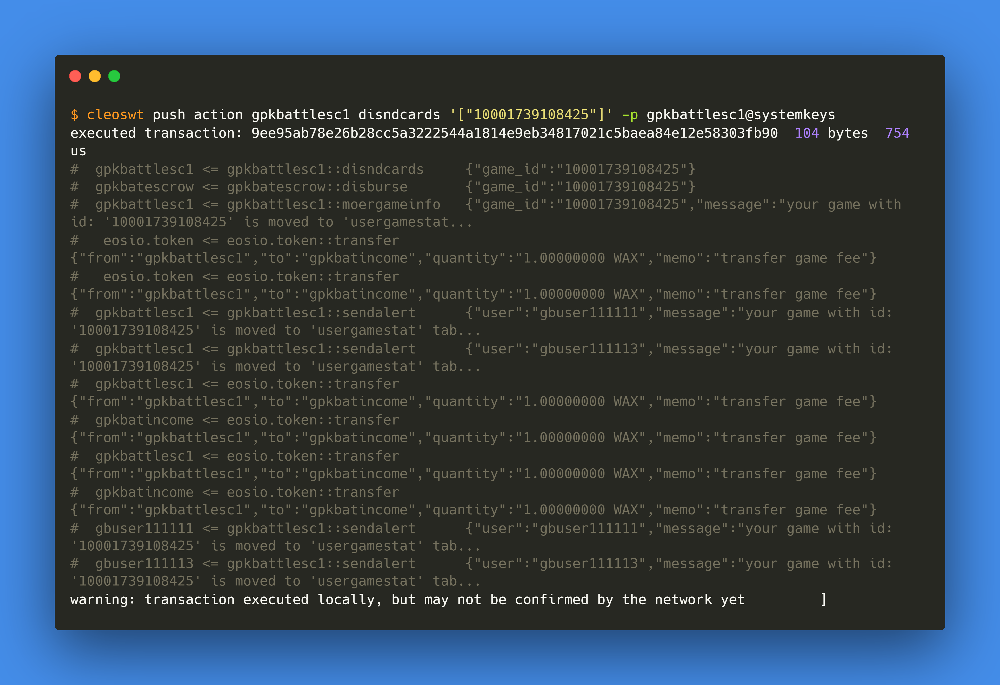 $ cleoswt push action gpkbattlesc1 disndcards '["10001739108425"]' -p gpkbattlesc1@systemkeys
executed transaction: 9ee95ab78e26b28cc5a3222544a1814e9eb34817021c5baea84e12e58303fb90  104 bytes  754
us
#  gpkbattlesc1 <= gpkbattlesc1::disndcards     {"game_id":"10001739108425"}
#  gpkbatescrow <= gpkbatescrow::disburse       {"game_id":"10001739108425"}
#  gpkbattlesc1 <= gpkbattlesc1::moergameinfo   {"game_id":"10001739108425","message":"your game with
id: '10001739108425' is moved to 'usergamestat...
#   eosio.token <= eosio.token::transfer
{"from":"gpkbattlesc1","to":"gpkbatincome","quantity":"1.00000000 WAX","memo":"transfer game fee"}
#   eosio.token <= eosio.token::transfer
{"from":"gpkbattlesc1","to":"gpkbatincome","quantity":"1.00000000 WAX","memo":"transfer game fee"}
#  gpkbattlesc1 <= gpkbattlesc1::sendalert      {"user":"gbuser111111","message":"your game with id:
'10001739108425' is moved to 'usergamestat' tab...
#  gpkbattlesc1 <= gpkbattlesc1::sendalert      {"user":"gbuser111113","message":"your game with id:
'10001739108425' is moved to 'usergamestat' tab...
#  gpkbattlesc1 <= eosio.token::transfer
{"from":"gpkbattlesc1","to":"gpkbatincome","quantity":"1.00000000 WAX","memo":"transfer game fee"}
#  gpkbatincome <= eosio.token::transfer
{"from":"gpkbattlesc1","to":"gpkbatincome","quantity":"1.00000000 WAX","memo":"transfer game fee"}
#  gpkbattlesc1 <= eosio.token::transfer
{"from":"gpkbattlesc1","to":"gpkbatincome","quantity":"1.00000000 WAX","memo":"transfer game fee"}
#  gpkbatincome <= eosio.token::transfer
{"from":"gpkbattlesc1","to":"gpkbatincome","quantity":"1.00000000 WAX","memo":"transfer game fee"}
#  gbuser111111 <= gpkbattlesc1::sendalert      {"user":"gbuser111111","message":"your game with id:
'10001739108425' is moved to 'usergamestat' tab...
#  gbuser111113 <= gpkbattlesc1::sendalert      {"user":"gbuser111113","message":"your game with id:
'10001739108425' is moved to 'usergamestat' tab...
warning: transaction executed locally, but may not be confirmed by the network yet         ]